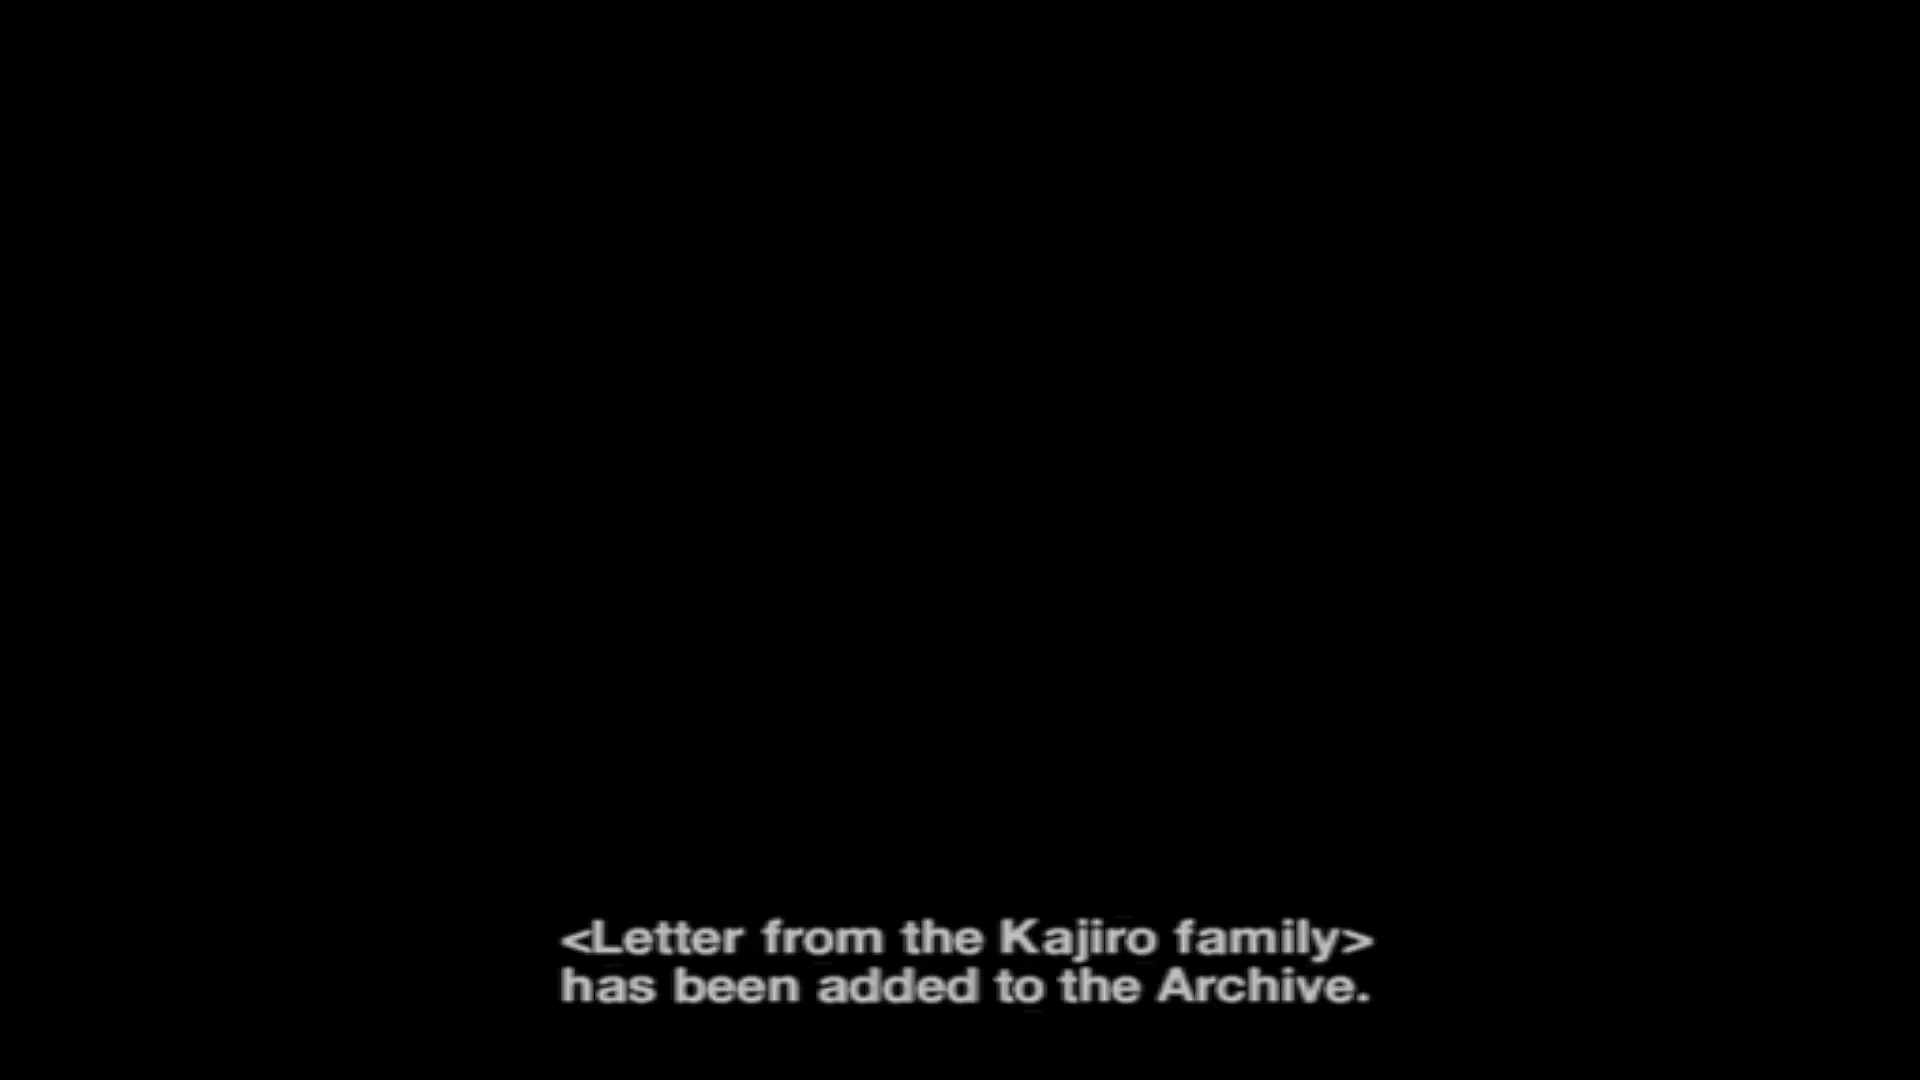 <Letter from the Kajiro family>
has been added to the Archive.